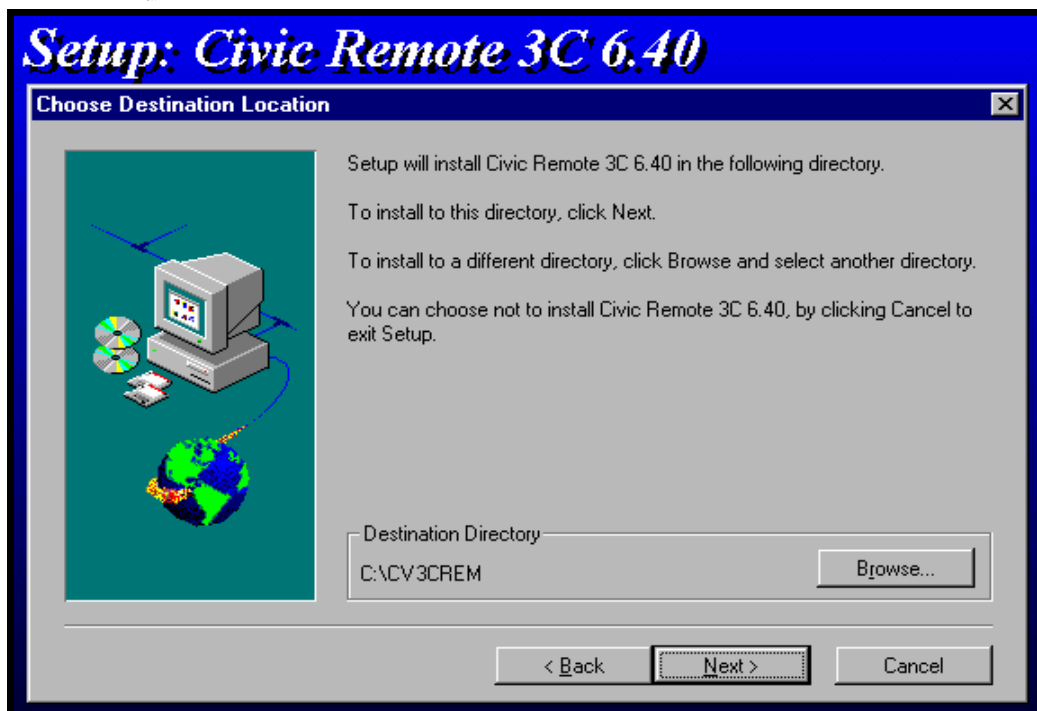 Setup: Civic Remote 3C 6.40
Choose Destination Location
Setup will install Civic Remote 3C 6.40 in the following directory.
To install to this directory, click Next.
To install to a different directory, click Browse and select another directory.
You can choose not to install Civic Remote 3C 6.40, by clicking Cancel to
exit Setup.
Destination Directory
C:\CV3CREM
Browse...
< Back
Next >
Cancel